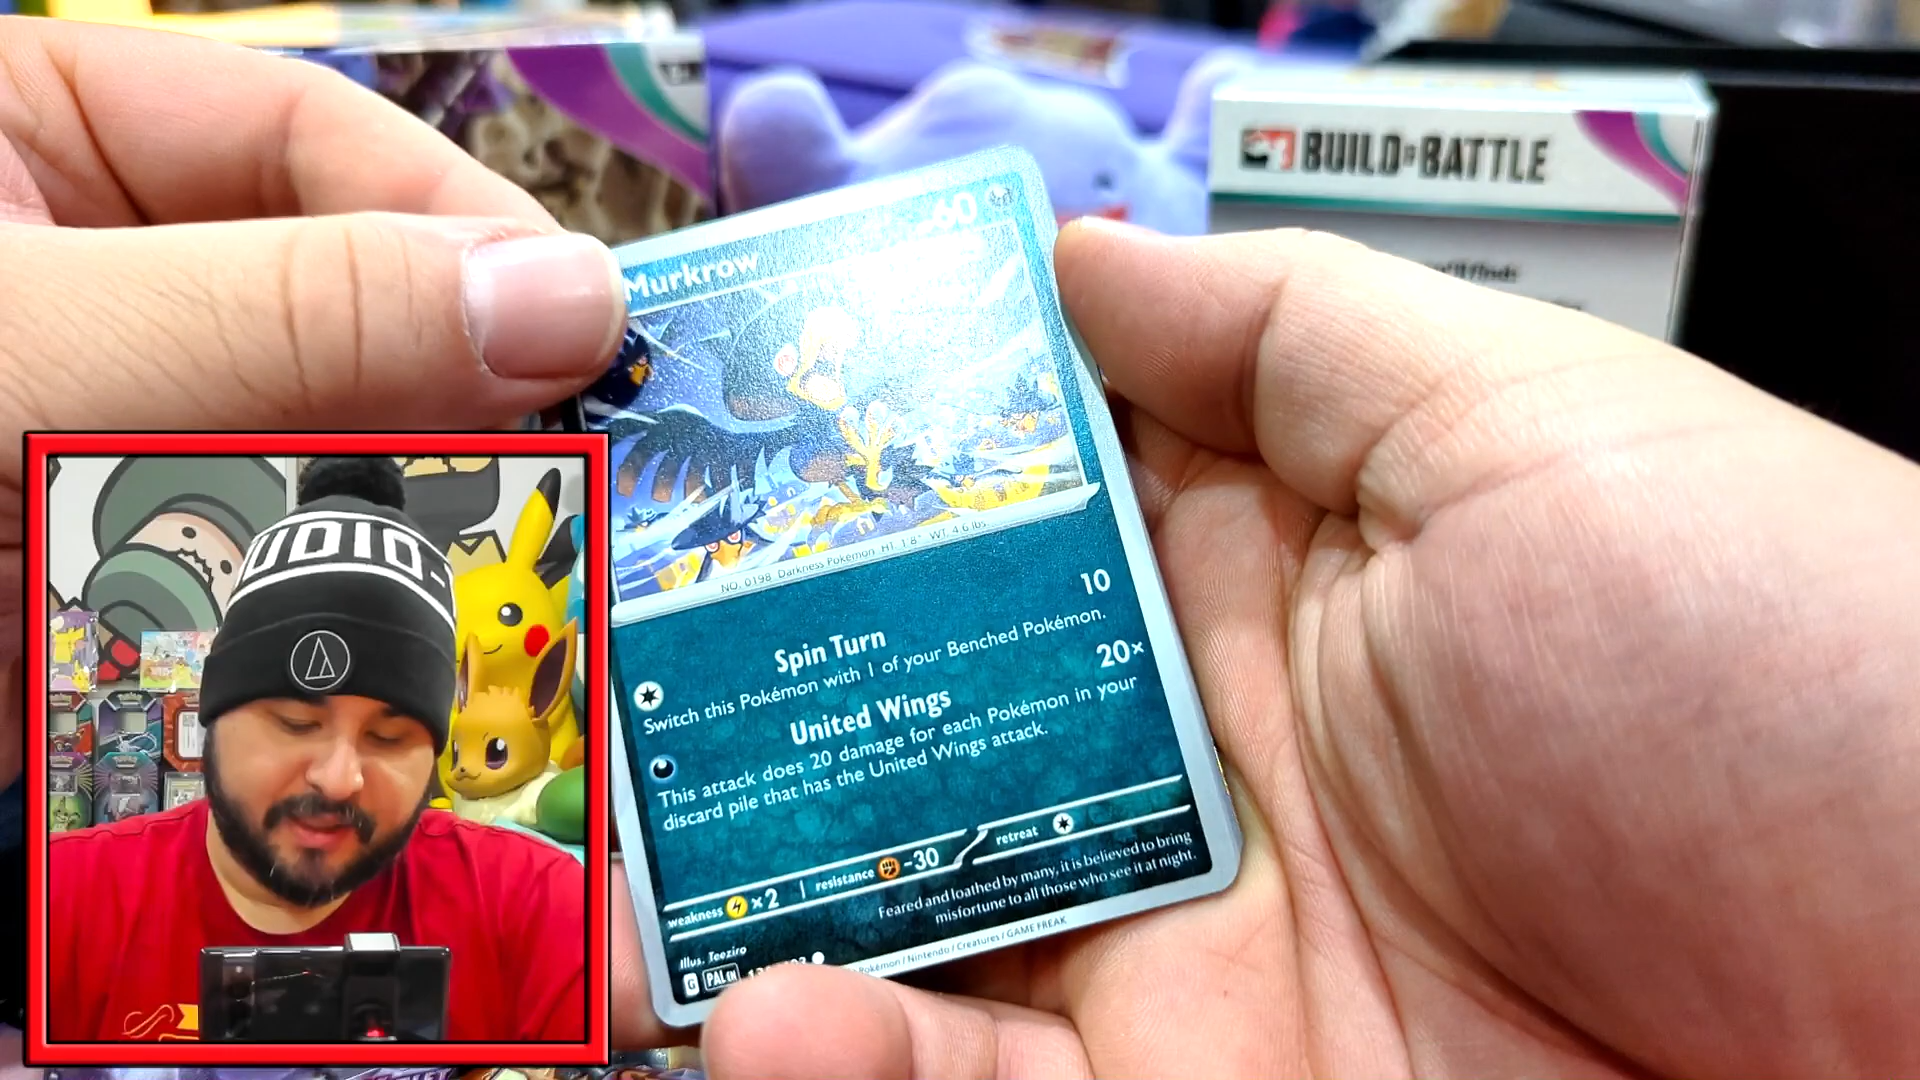 BUILD & BATTLE
Murkrow
60
NO. 0198 Darkness Pokémon HT: 1'8" WT: 4.6 lbs
Spin Turn
10
Switch this Pokémon with 1 of your Benched Pokémon.
United Wings
20×
This attack does 20 damage for each Pokémon in your
discard pile that has the United Wings attack.
weakness ×2 resistance -30 retreat
Feared and loathed by many, it is believed to bring
misfortune to all those who see it at night.
Illus. Teeziro
G PAL EN
Pokémon / Nintendo / Creatures / GAME FREAK
UDIO-